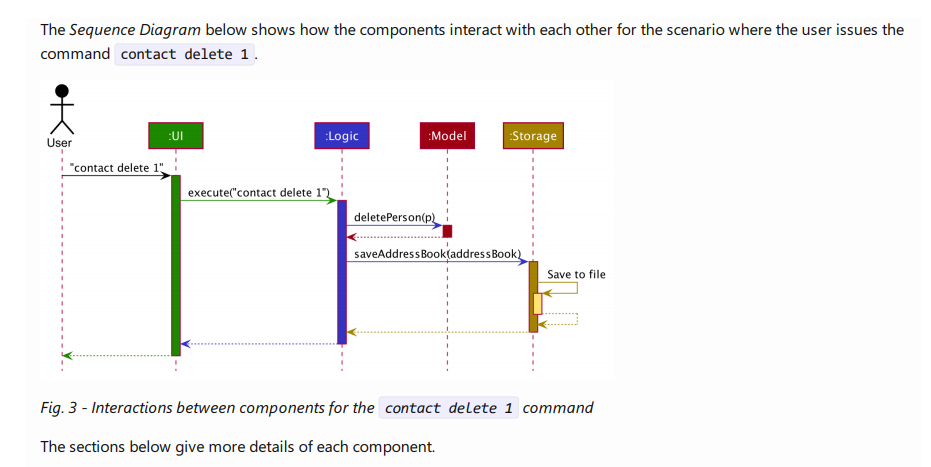 The Sequence Diagram below shows how the components interact with each other for the scenario where the user issues the
command contact delete 1 .
User
:UI
:Logic
:Model
:Storage
"contact delete 1"
execute("contact delete 1")
deletePerson(p)
saveAddressBook(addressBook)
Save to file
Fig. 3 - Interactions between components for the contact delete 1 command
The sections below give more details of each component.